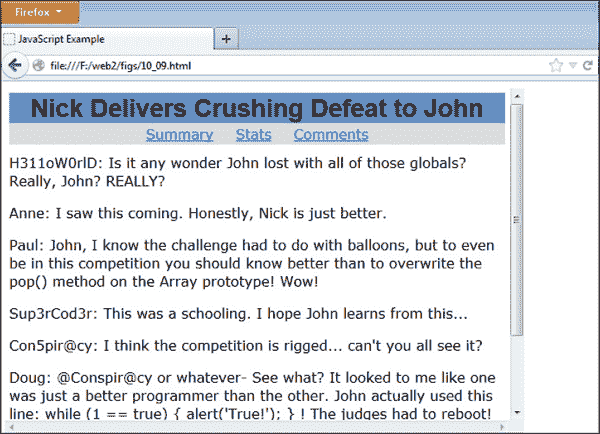 Firefox
JavaScript Example
+
file:///F:/web2/figs/10_09.html
Nick Delivers Crushing Defeat to John
Summary Stats Comments
H311oW0rlD: Is it any wonder John lost with all of those globals?
Really, John? REALLY?
Anne: I saw this coming. Honestly, Nick is just better.
Paul: John, I know the challenge had to do with balloons, but to even
be in this competition you should know better than to overwrite the
pop() method on the Array prototype! Wow!
Sup3rCod3r: This was a schooling. I hope John learns from this...
Con5pir@cy: I think the competition is rigged... can't you all see it?
Doug: @Conspir@cy or whatever- See what? It looked to me like one
was just a better programmer than the other. John actually used this
line: while (1 == true) { alert('True!'); } ! The judges had to reboot!